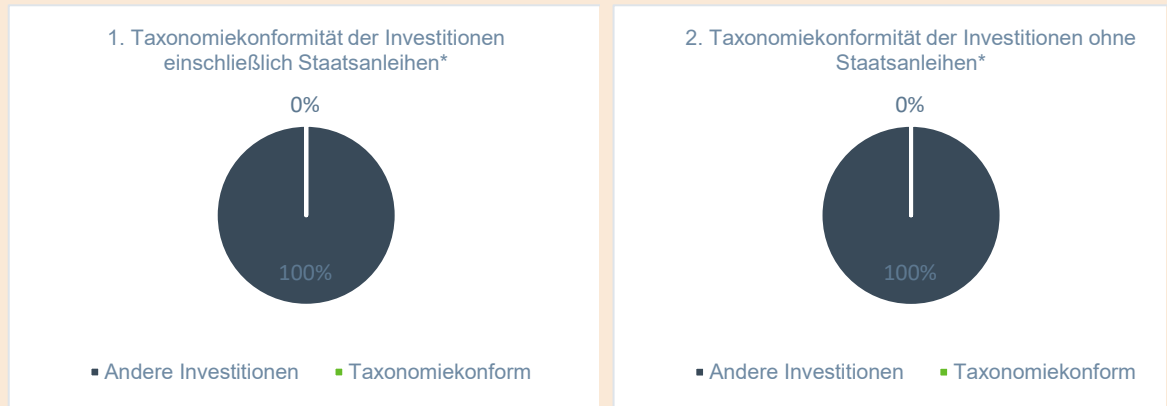 1. Taxonomiekonformität der Investitionen
einschließlich Staatsanleihen*
0%
100%
Andere Investitionen
Taxonomiekonform
2. Taxonomiekonformität der Investitionen ohne
Staatsanleihen*
0%
100%
Andere Investitionen
Taxonomiekonform